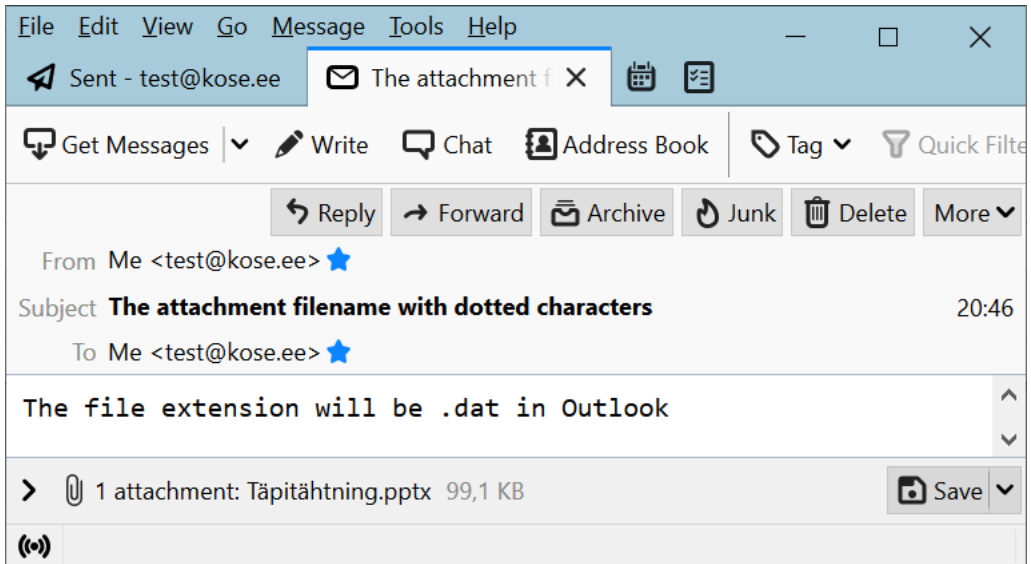 File Edit View Go Message Tools Help
Sent - test@kose.ee The attachment f
Get Messages Write Chat Address Book Tag Quick Filte
Reply Forward Archive Junk Delete More
From Me <test@kose.ee>
Subject The attachment filename with dotted characters 20:46
To Me <test@kose.ee>
The file extension will be .dat in Outlook
1 attachment: Täpitähtning.pptx 99,1 KB Save